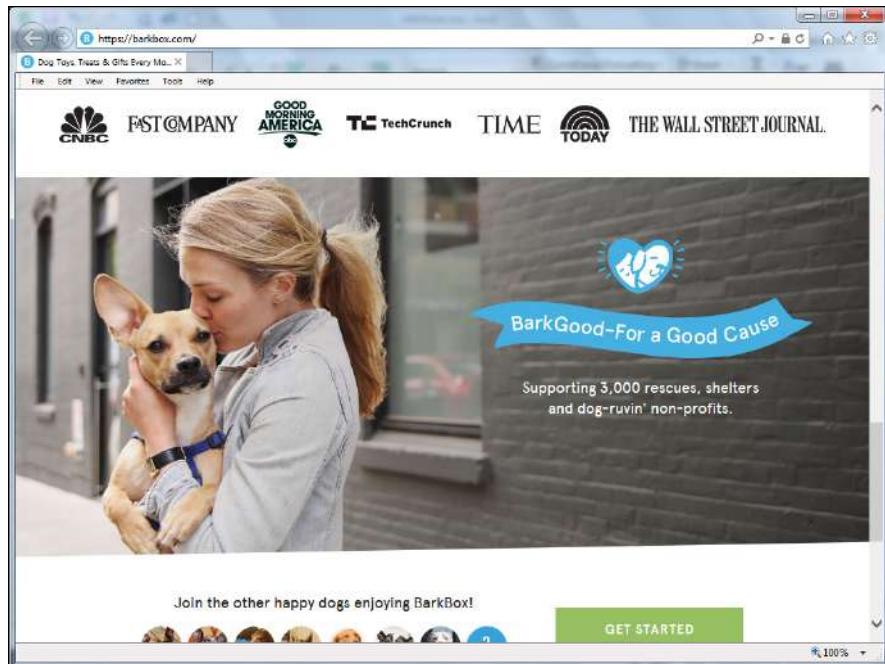 https://barkbox.com/
Dog Toys, Treats & Gifts Every Mo...
File Edit View Favorites Tools Help
CNBC
FAST COMPANY
GOOD MORNING AMERICA
abc
TC TechCrunch
TIME
TODAY
THE WALL STREET JOURNAL.
BarkGood–For a Good Cause
Supporting 3,000 rescues, shelters
and dog-ruvin' non-profits.
Join the other happy dogs enjoying BarkBox!
GET STARTED
100%